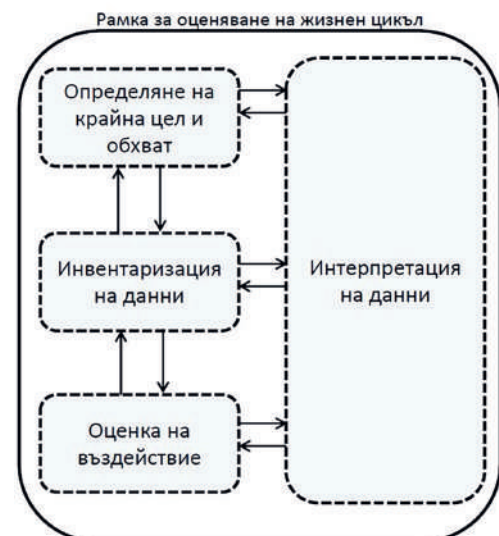 Рамка за оценяване на жизнен цикъл
Определяне на
крайна цел и
обхват
Инвентаризация
на данни
Интерпретация
на данни
Оценка на
въздействие